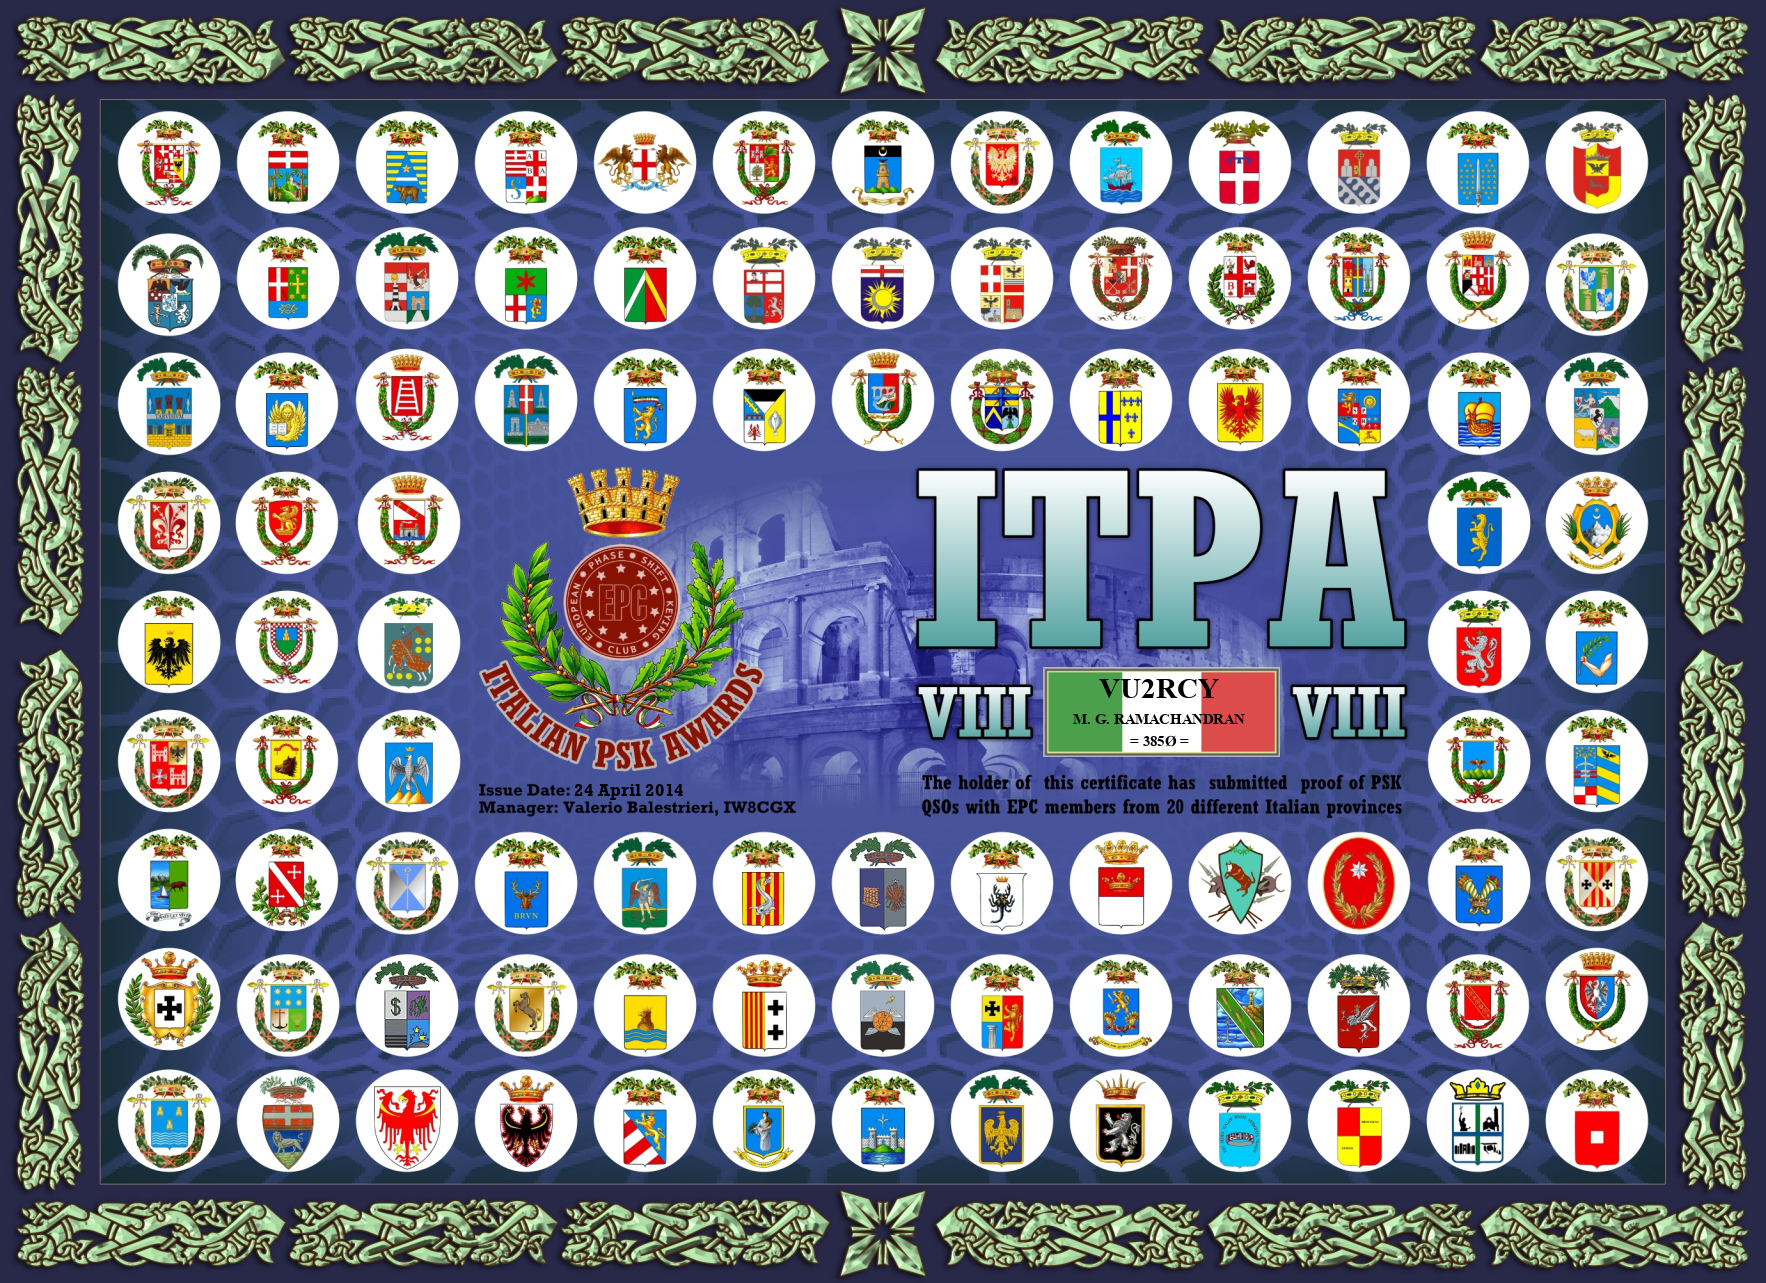 A L
B A
S
B
EUROPEAN • PHASE • SHIFT • KEYING • CLUB •
EPC
ITALIAN PSK AWARDS
ITPA
VIII
VIII
VU2RCY
M. G. RAMACHANDRAN
= 385Ø =
Issue Date: 24 April 2014
Manager: Valerio Balestrieri, IW8CGX
The holder of this certificate has submitted proof of PSK
QSOs with EPC members from 20 different Italian provinces
BRVN